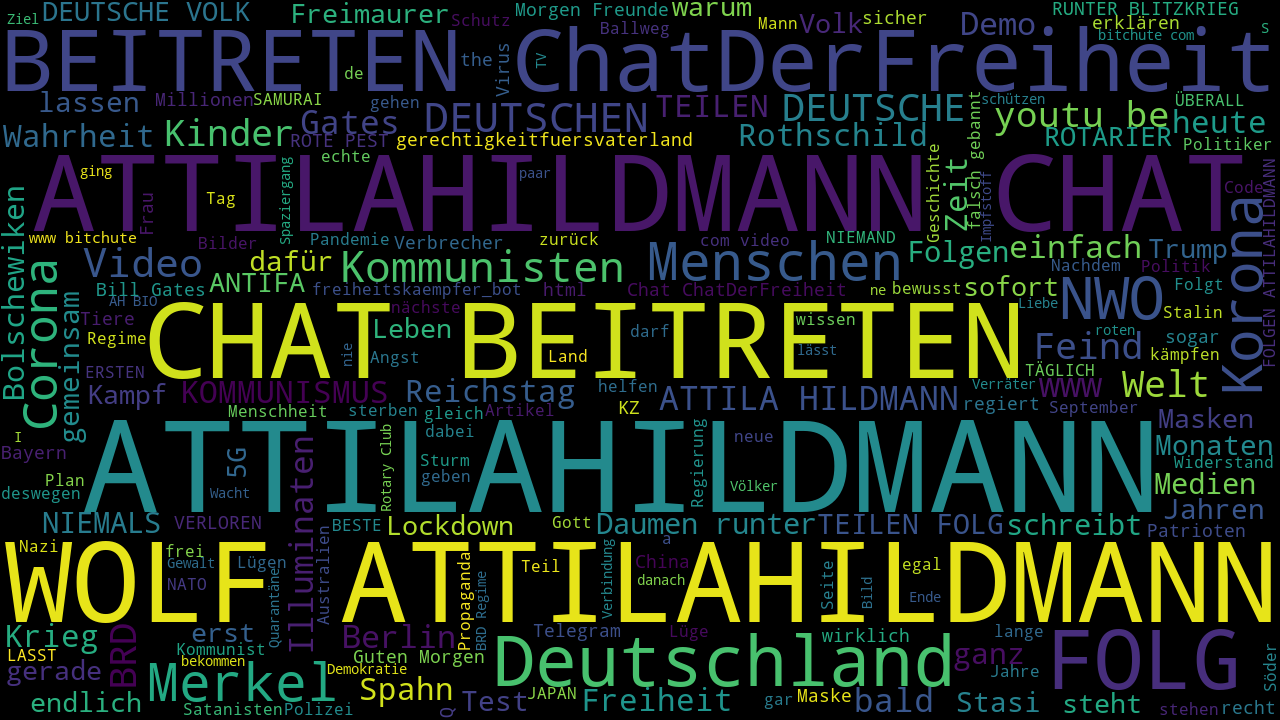 Ziel DEUTSCHE VOLK Freimaurer Schutz Morgen Freunde warum RUNTER BLITZKRIEG
Ballweg Mann Volk sicher Demo erklären
bitchute com S
BEITRETEN ChatDerFreiheit
the Virus TV
de
lassen Millionen SAMURAI gehen DEUTSCHEN TEILEN DEUTSCHE schützen ÜBERALL
Wahrheit Kinder Gates ROTE PEST gerechtigkeitfuersvaterland Rothschild falsch gebannt youtu be heute
ROTARIER Politiker
echte
ATTILAHILDMANN CHAT
ging Tag Frau Spaziergang paar Geschichte Zeit Impfstoff FOLGEN ATTILAHILDMANN Code Korona
www bitchute Bilder Pandemie Verbrecher zurück com video NIEMAND
Bolschewiken Corona gemeinsam Video dafür Kommunisten Menschen Folgen einfach Trump
Nachdem Politik
Bill Gates ANTIFA freiheitskaempfer_bot html Chat ChatDerFreiheit ne bewusst sofort Folgt
AH BIO nächste NWO Liebe Stalin
Tiere CHAT BEITRETEN
Regime Leben darf wissen roten sogar
nie Angst Land lässt Feind kämpfen
ERSTEN TÄGLICH
Kampf KOMMUNISMUS Reichstag helfen ATTILA HILDMANN Verräter www Welt
Menschheit sterben gleich Artikel KZ regiert September Masken
I dabei
ATTILAHILDMANN
Bayern 5G Rotary Club Sturm Regierung neue Monaten
Plan geben Widerstand
deswegen Wacht Völker Medien
Illuminaten Jahren
NIEMALS VERLOREN BESTE Lockdown Gott Daumen runter TEILEN FOLG schreibt Patrioten
Australien
Nazi frei a
WOLF ATTILAHILDMANN
Gewalt Lügen Teil China egal
NATO Quarantäne Propaganda BRD Regime Verbindung danach Seite Bild Ende
Krieg erst Berlin Telegram Lüge wirklich lange FOLG
LASST BRD Kommunist Guten Morgen Deutschland ganz
gerade bekommen Demokratie Jahre Söder
Merkel Spahn
endlich Satanisten Polizei Q Test JAPAN Freiheit gar Maske bald Stasi steht stehen recht